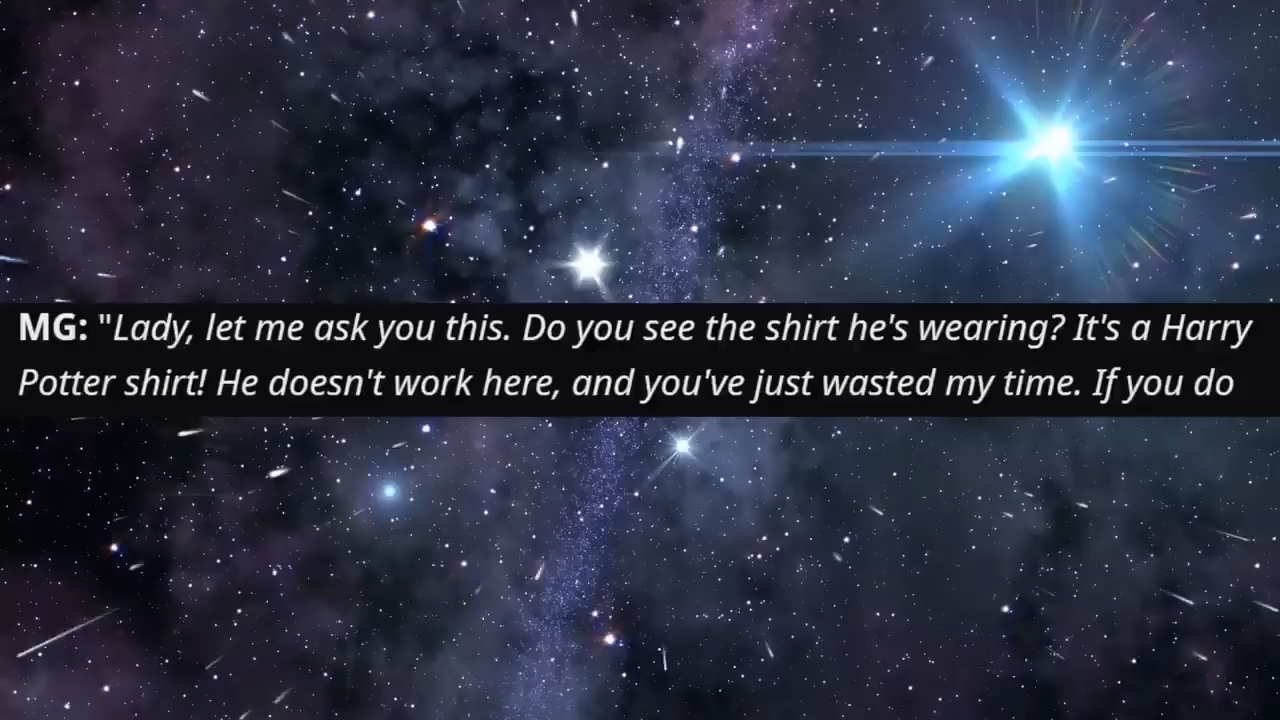 MG: "Lady, let me ask you this. Do you see the shirt he's wearing? It's a Harry
Potter shirt! He doesn't work here, and you've just wasted my time. If you do